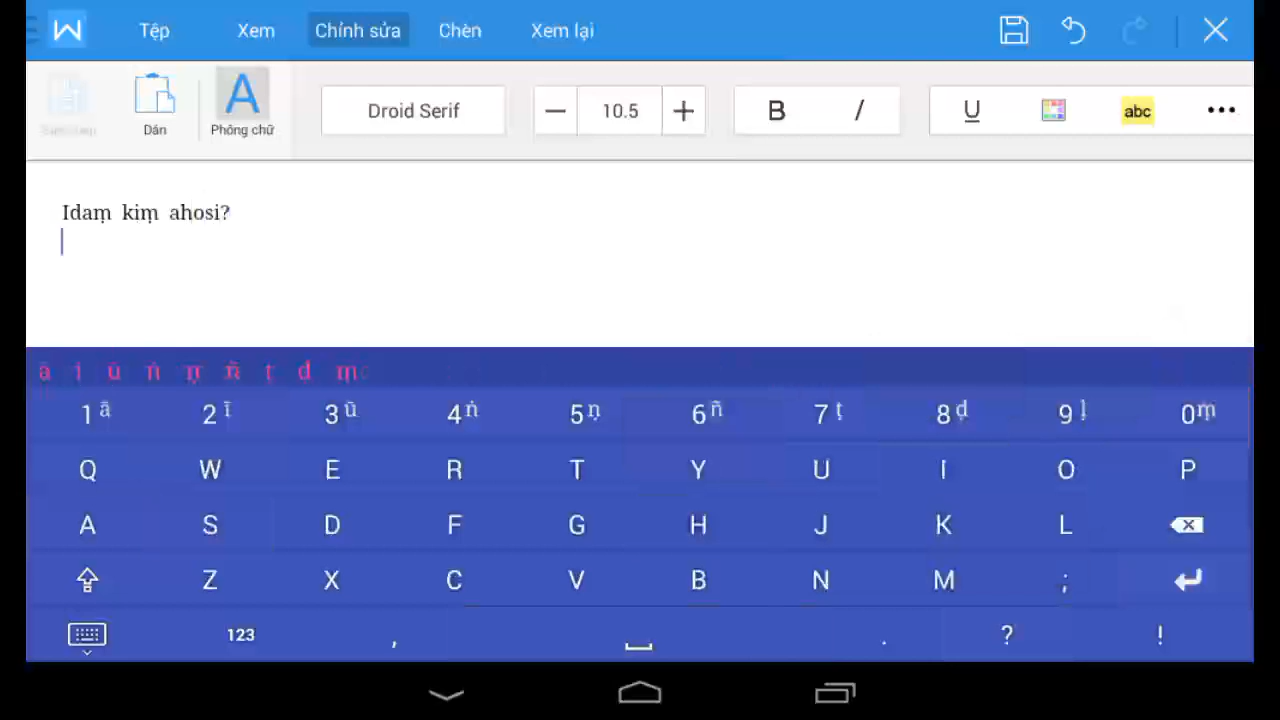 Tệp Xem Chính sửa Chèn Xem lại
Dán Phông chữ Droid Serif 10.5 B I U abc
Idaṃ kiṃ ahosi?
ā ī ū ṅ ṇ ñ ṭ ḍ ṃ
1 ā 2 ī 3 ū 4 ṅ 5 ṇ 6 ñ 7 ṭ 8 ḍ 9 ḷ 0 ṃ
Q W E R T Y U I O P
A S D F G H J K L
Z X C V B N M ;
123 , . ? !